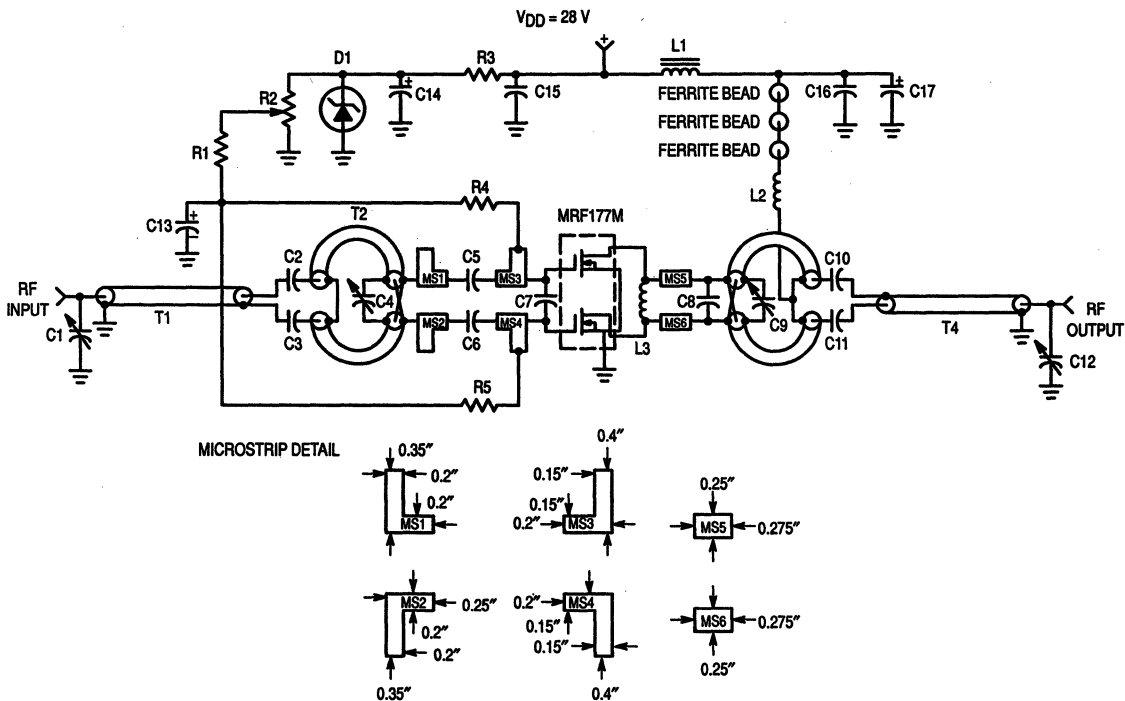 V_DD = 28 V
+
L1
D1
R3
R2
+
C14
C15
FERRITE BEAD
FERRITE BEAD
FERRITE BEAD
C16
+
C17
R1
L2
R4
MRF177M
C13
+
T2
C2
C5
C10
MS1
MS3
MS5
RF
INPUT
C4
C7
C8
C9
RF
OUTPUT
T1
T4
C1
C3
MS2
MS4
MS6
C6
L3
C11
C12
R5
MICROSTRIP DETAIL
0.35″
0.2″
0.2″
MS1
0.4″
0.15″
0.15″
0.2″
MS3
0.25″
MS5
0.275″
MS2
0.25″
0.2″
0.2″
0.35″
0.2″
MS4
0.15″
0.15″
0.4″
MS6
0.275″
0.25″